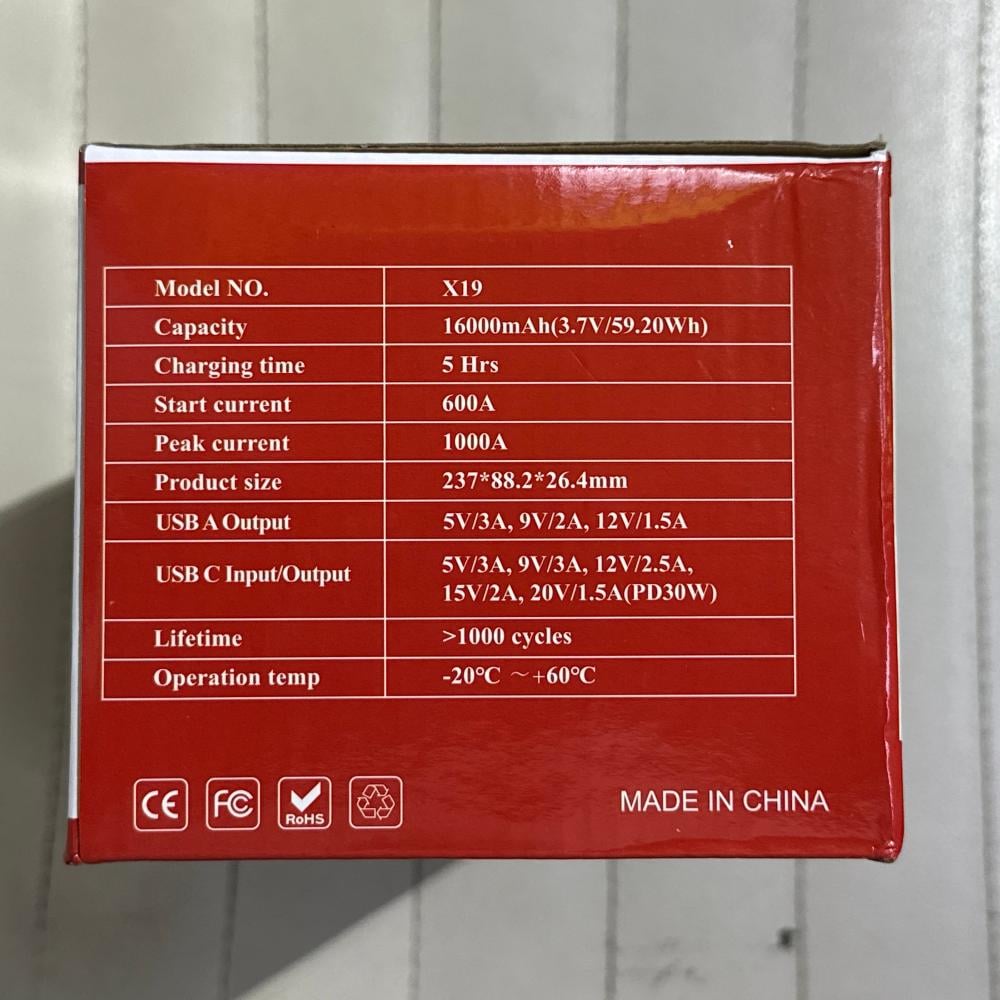 Model NO. X19
Capacity 16000mAh(3.7V/59.20Wh)
Charging time 5 Hrs
Start current 600A
Peak current 1000A
Product size 237*88.2*26.4mm
USB A Output 5V/3A, 9V/2A, 12V/1.5A
USB C Input/Output 5V/3A, 9V/3A, 12V/2.5A,
15V/2A, 20V/1.5A(PD30W)
Lifetime >1000 cycles
Operation temp -20℃ ~+60℃
CE FC RoHS MADE IN CHINA